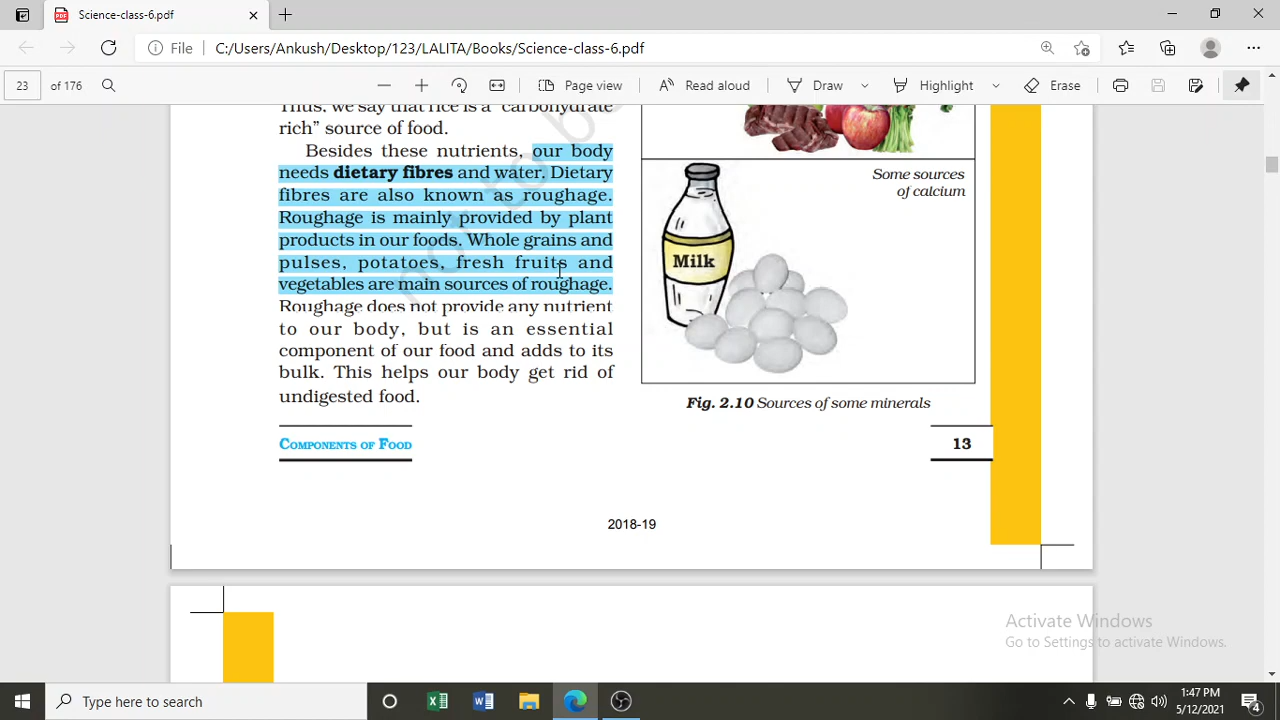 Science-class-6.pdf
File
C:/Users/Ankush/Desktop/123/LALITA/Books/Science-class-6.pdf
23 of 176
Page view
Read aloud
Draw
Highlight
Erase
Thus, we say that rice is a "carbohydrate
rich" source of food.
Besides these nutrients, our body
needs dietary fibres and water. Dietary
fibres are also known as roughage.
Roughage is mainly provided by plant
products in our foods. Whole grains and
pulses, potatoes, fresh fruits and
vegetables are main sources of roughage.
Roughage does not provide any nutrient
to our body, but is an essential
component of our food and adds to its
bulk. This helps our body get rid of
undigested food.
Some sources
of calcium
Milk
Fig. 2.10 Sources of some minerals
COMPONENTS OF FOOD
13
2018-19
Activate Windows
Go to Settings to activate Windows.
Type here to search
1:47 PM
5/12/2021
4